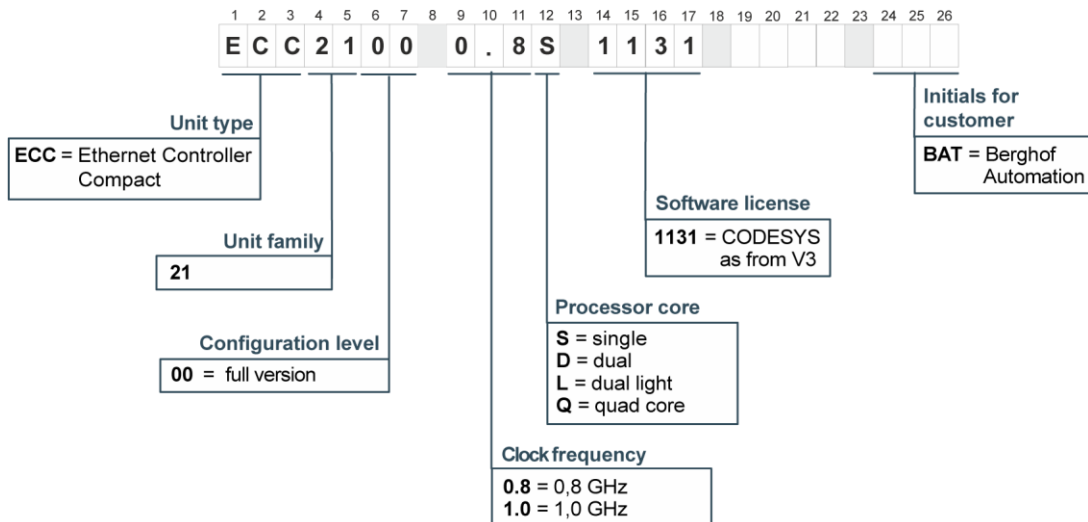 1 2 3 4 5 6 7 8 9 10 11 12 13 14 15 16 17 18 19 20 21 22 23 24 25 26
E C C 2 1 0 0 0 . 8 S 1 1 3 1
Unit type
ECC = Ethernet Controller
Compact
Initials for
customer
BAT = Berghof
Automation
Software license
1131 = CODESYS
as from V3
Unit family
21
Processor core
S = single
D = dual
L = dual light
Q = quad core
Configuration level
00 = full version
Clock frequency
0.8 = 0,8 GHz
1.0 = 1,0 GHz